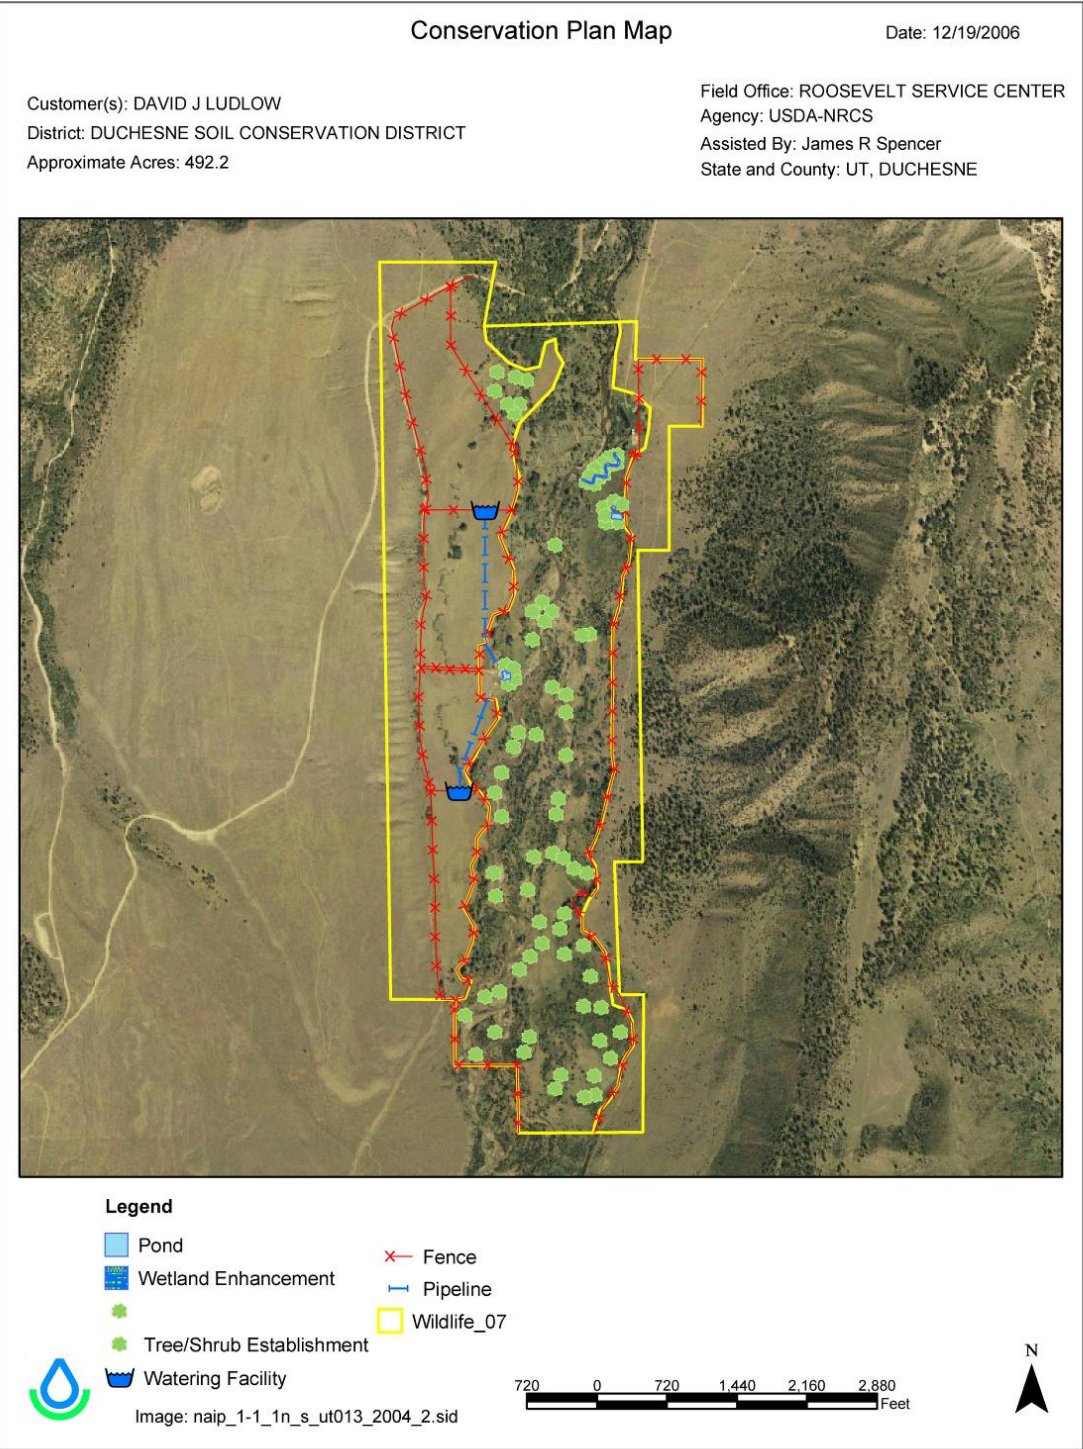 Conservation Plan Map
Date: 12/19/2006
Customer(s): DAVID J LUDLOW
District: DUCHESNE SOIL CONSERVATION DISTRICT
Approximate Acres: 492.2
Field Office: ROOSEVELT SERVICE CENTER
Agency: USDA-NRCS
Assisted By: James R Spencer
State and County: UT, DUCHESNE
Legend
Pond
Wetland Enhancement
Tree/Shrub Establishment
Watering Facility
Fence
Pipeline
Wildlife_07
Image: naip_1-1_1n_s_ut013_2004_2.sid
720 0 720 1,440 2,160 2,880
Feet
N